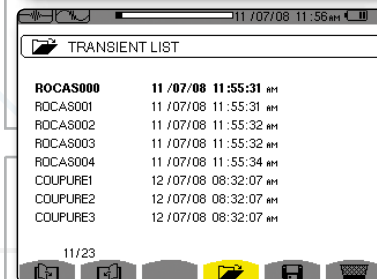 11/07/08 11:56AM
TRANSIENT LIST
ROCAS000 11/07/08 11:55:31 AM
ROCAS001 11/07/08 11:55:31 AM
ROCAS002 11/07/08 11:55:32 AM
ROCAS003 11/07/08 11:55:32 AM
ROCAS004 11/07/08 11:55:34 AM
COUPURE1 12/07/08 08:32:07 AM
COUPURE2 12/07/08 08:32:07 AM
COUPURE3 12/07/08 08:32:07 AM
11/23